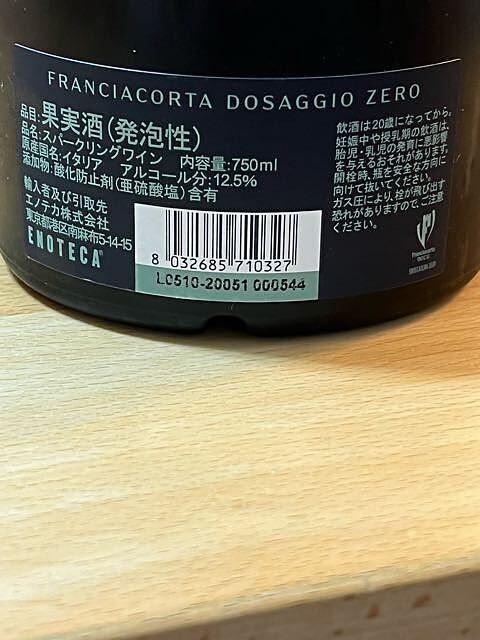 FRANCIACORTA DOSAGGIO ZERO
品目:果実酒(発泡性)
品名:スパークリングワイン 内容量:750ml
原産国名:イタリア アルコール分:12.5%
添加物:酸化防止剤(亜硫酸塩)含有
輸入者及び引取先
エノテカ株式会社
東京都港区南麻布5-14-15
ENOTECA®
8 032685 710327
L0510-20051 000544
飲酒は20歳になってから。
妊娠中や授乳期の飲酒は、
胎児・乳児の発育に悪影響
を与えるおそれがあります。
開栓時、瓶を安全な方向に
向けて抜いてください。
ガス圧により、栓が飛び出す
恐れがありますので、ご注意
ください。
franciacorta